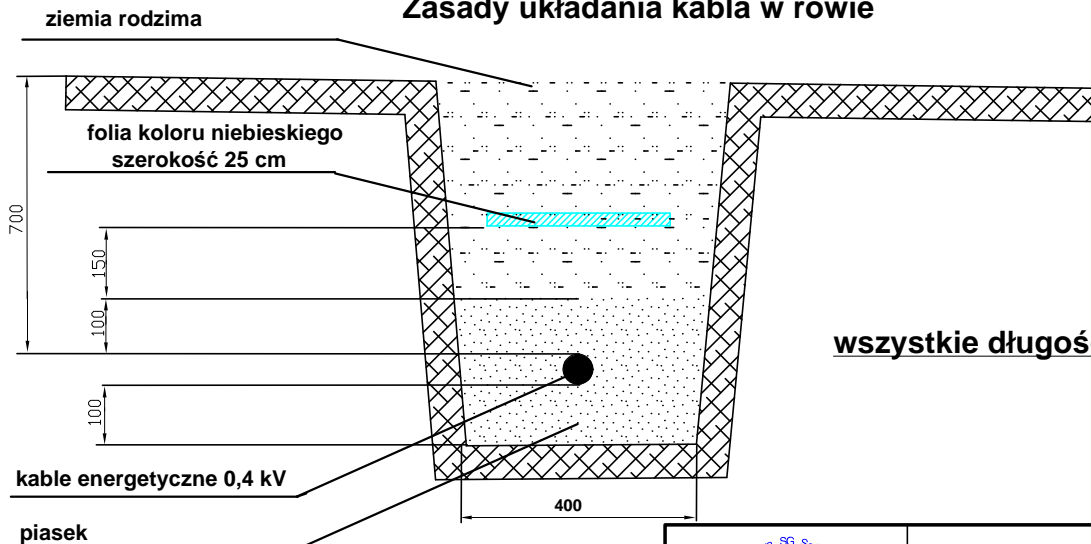 Zasady układania kabla w rowie
ziemia rodzima
folia koloru niebieskiego
szerokość 25 cm
700
150
100
100
wszystkie długoś
kable energetyczne 0,4 kV
400
piasek